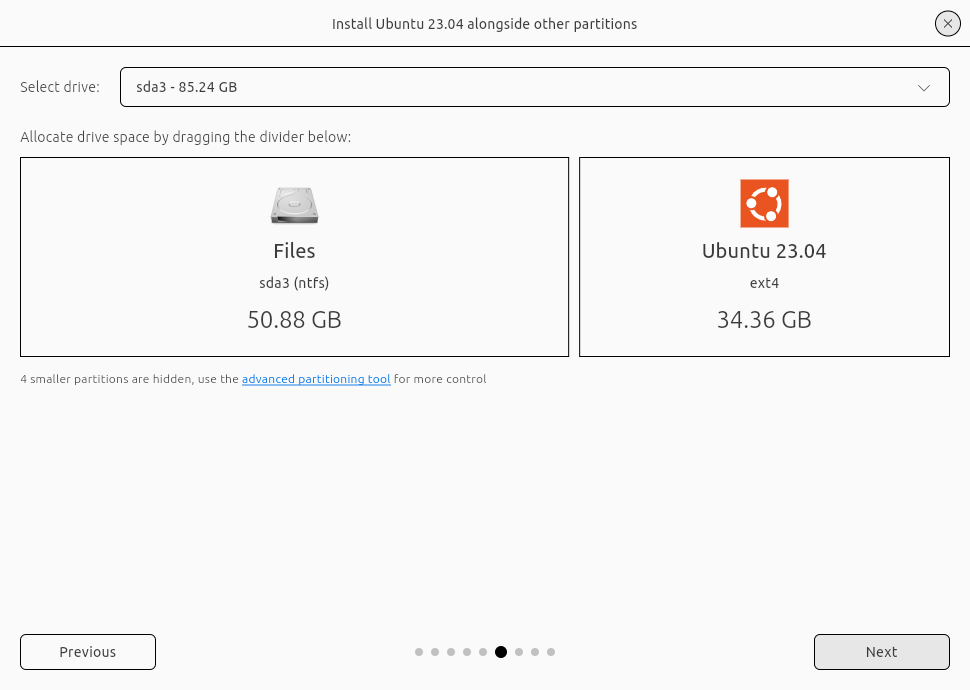 Install Ubuntu 23.04 alongside other partitions
Select drive:
sda3 - 85.24 GB
Allocate drive space by dragging the divider below:
Files
sda3 (ntfs)
50.88 GB
Ubuntu 23.04
ext4
34.36 GB
4 smaller partitions are hidden, use the advanced partitioning tool for more control
Previous
Next